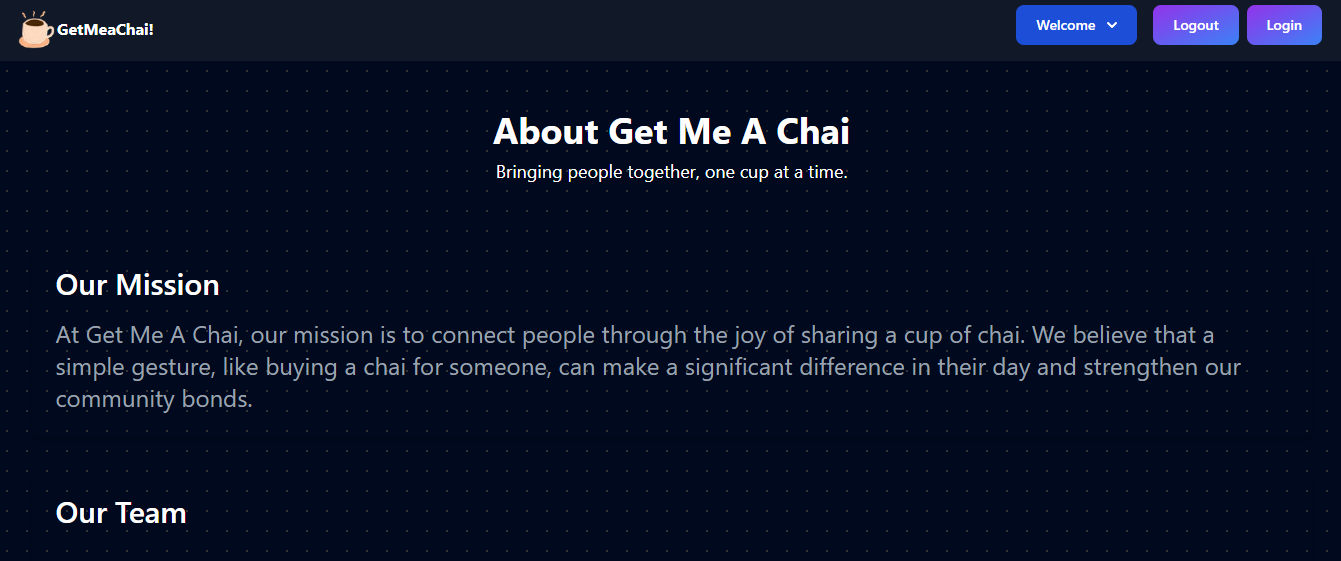 GetMeaChai!
Welcome
Logout
Login
About Get Me A Chai
Bringing people together, one cup at a time.
Our Mission
At Get Me A Chai, our mission is to connect people through the joy of sharing a cup of chai. We believe that a
simple gesture, like buying a chai for someone, can make a significant difference in their day and strengthen our
community bonds.
Our Team